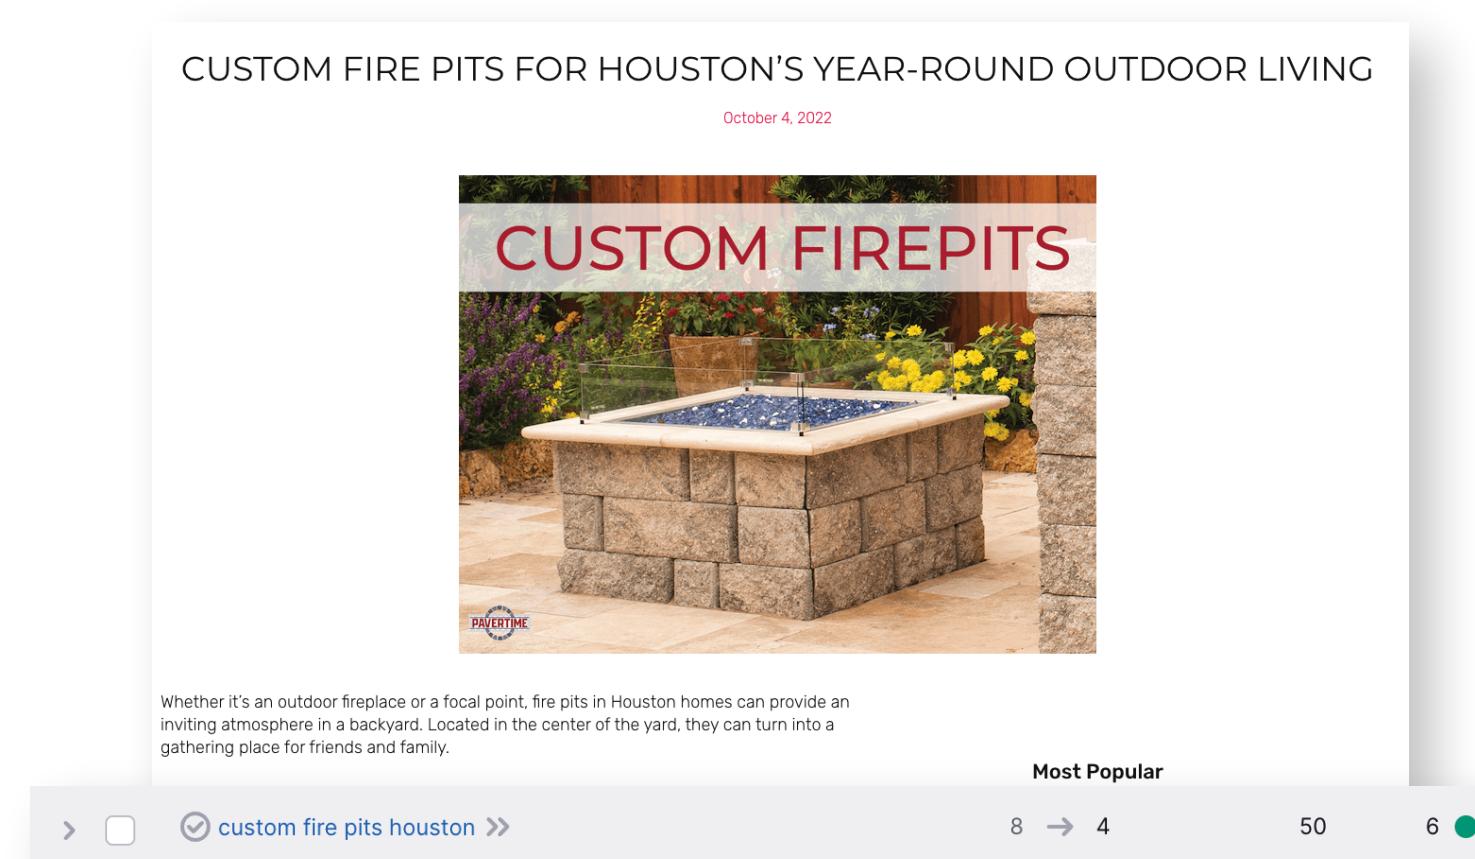 CUSTOM FIRE PITS FOR HOUSTON’S YEAR-ROUND OUTDOOR LIVING
October 4, 2022
CUSTOM FIREPITS
PAVERTIME
Whether it’s an outdoor fireplace or a focal point, fire pits in Houston homes can provide an
inviting atmosphere in a backyard. Located in the center of the yard, they can turn into a
gathering place for friends and family.
Most Popular
custom fire pits houston 8 → 4 50 6